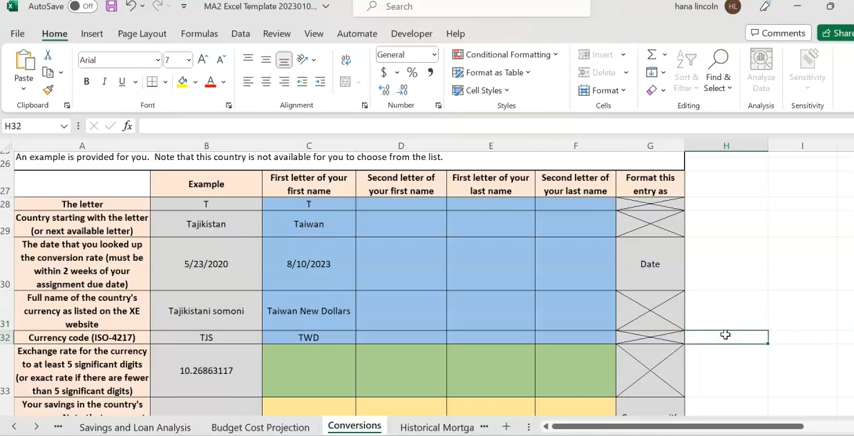 AutoSave Off MA2 Excel Template 2023010... Search hana lincoln HL
File Home Insert Page Layout Formulas Data Review View Automate Developer Help Comments Share
Paste
Clipboard
Arial 7
B I U
Font
ab
Alignment
General
$ % 9
Number
Conditional Formatting
Format as Table
Cell Styles
Styles
Insert
Delete
Format
Cells
Sort & Filter
Find & Select
Editing
Analyze Data
Analysis
Sensitivity
Sensitivity
H32 fx
A B C D E F G H I
26 An example is provided for you. Note that this country is not available for you to choose from the list.
27 Example First letter of your first name Second letter of your first name First letter of your last name Second letter of your last name Format this entry as
28 The letter T T
29 Country starting with the letter (or next available letter) Tajikistan Taiwan
30 The date that you looked up the conversion rate (must be within 2 weeks of your assignment due date) 5/23/2020 8/10/2023 Date
31 Full name of the country's currency as listed on the XE website Tajikistani somoni Taiwan New Dollars
32 Currency code (ISO-4217) TJS TWD
33 Exchange rate for the currency to at least 5 significant digits (or exact rate if there are fewer than 5 significant digits) 10.26863117
Your savings in the country's
Savings and Loan Analysis Budget Cost Projection Conversions Historical Mortga